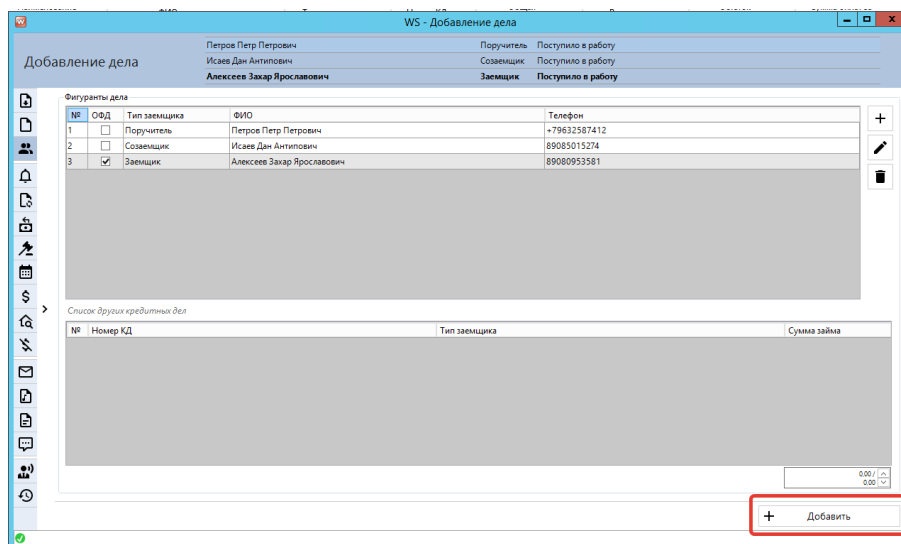 WS - Добавление дела
Добавление дела
Петров Петр Петрович Поручитель Поступило в работу
Исаев Дан Антипович Созаемщик Поступило в работу
Алексеев Захар Ярославович Заемщик Поступило в работу
Фигуранты дела
№ ОФД Тип заемщика ФИО Телефон
1 Поручитель Петров Петр Петрович +79632587412
2 Созаемщик Исаев Дан Антипович 89085015274
3 Заемщик Алексеев Захар Ярославович 89080953581
Список других кредитных дел
№ Номер КД Тип заемщика Сумма займа
0.00 /
0.00
+ Добавить